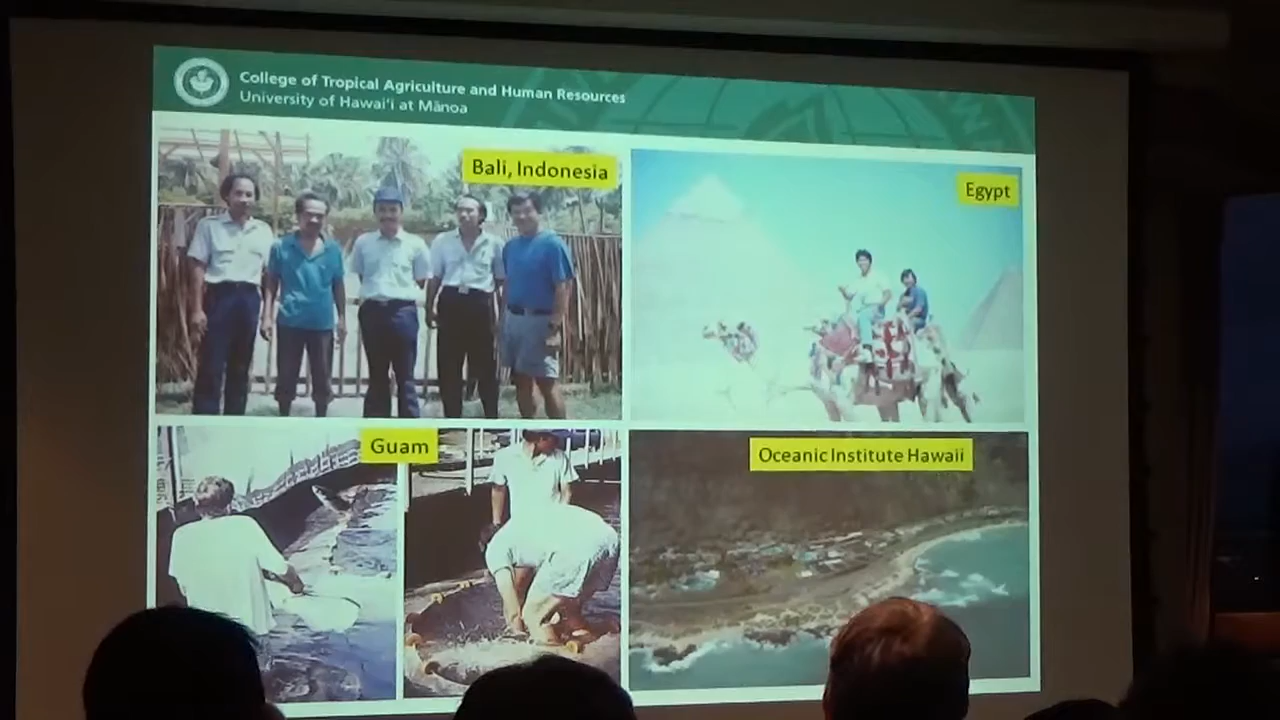 College of Tropical Agriculture and Human Resources
University of Hawai‘i at Mānoa
Bali, Indonesia
Egypt
Guam
Oceanic Institute Hawaii